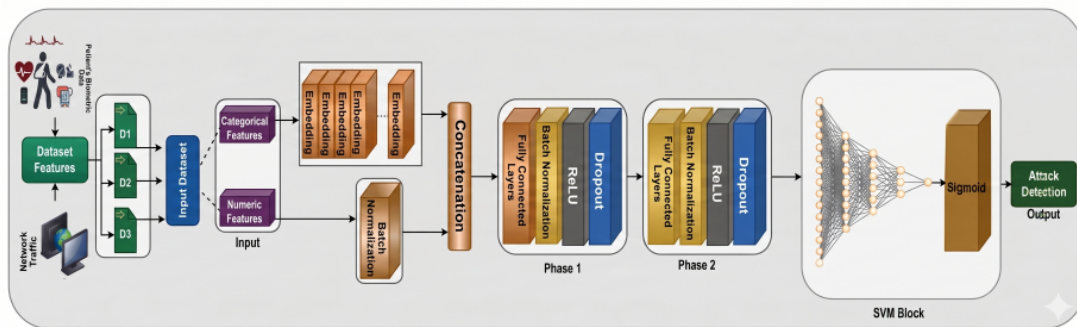 Patient's Biometric
Data
Dataset
Features
Network
Traffic
D1
D2
D3
Input Dataset
Categorical
Features
Numeric
Features
Input
Embedding
Embedding
Embedding
Embedding
......
Embedding
Batch
Normalization
Concatenation
Fully Connected
Layers
Batch Normalization
ReLU
Dropout
Phase 1
Fully Connected
Layers
Batch Normalization
ReLU
Dropout
Phase 2
Sigmoid
SVM Block
Attack
Detection
Output